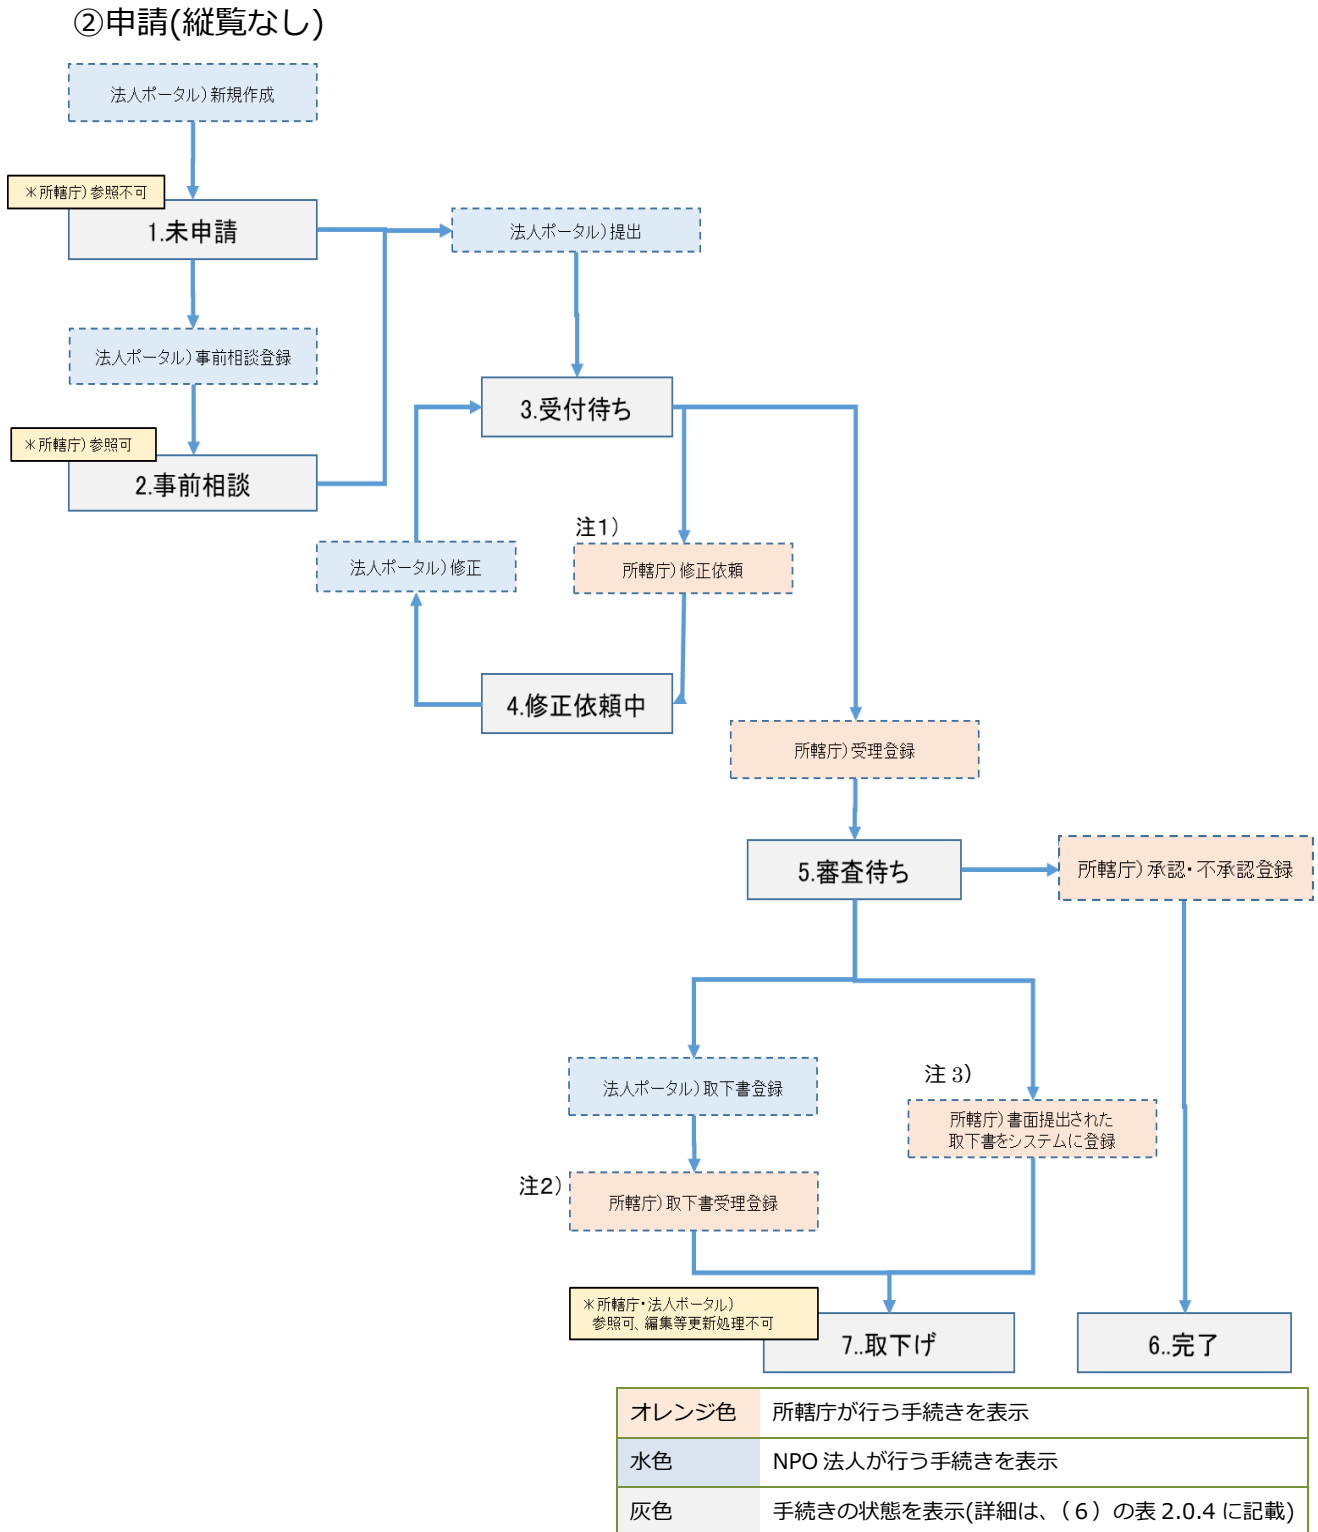 ②申請(縦覧なし)
法人ポータル)新規作成
＊所轄庁)参照不可
1.未申請
法人ポータル)提出
法人ポータル)事前相談登録
3.受付待ち
＊所轄庁)参照可
2.事前相談
注1)
法人ポータル)修正
所轄庁)修正依頼
4.修正依頼中
所轄庁)受理登録
5.審査待ち
所轄庁)承認・不承認登録
法人ポータル)取下書登録
注3)
所轄庁)書面提出された
取下書をシステムに登録
注2)
所轄庁)取下書受理登録
＊所轄庁・法人ポータル)
参照可、編集等更新処理不可
7..取下げ
6..完了
オレンジ色 所轄庁が行う手続きを表示
水色 NPO 法人が行う手続きを表示
灰色 手続きの状態を表示(詳細は、（6）の表 2.0.4 に記載)